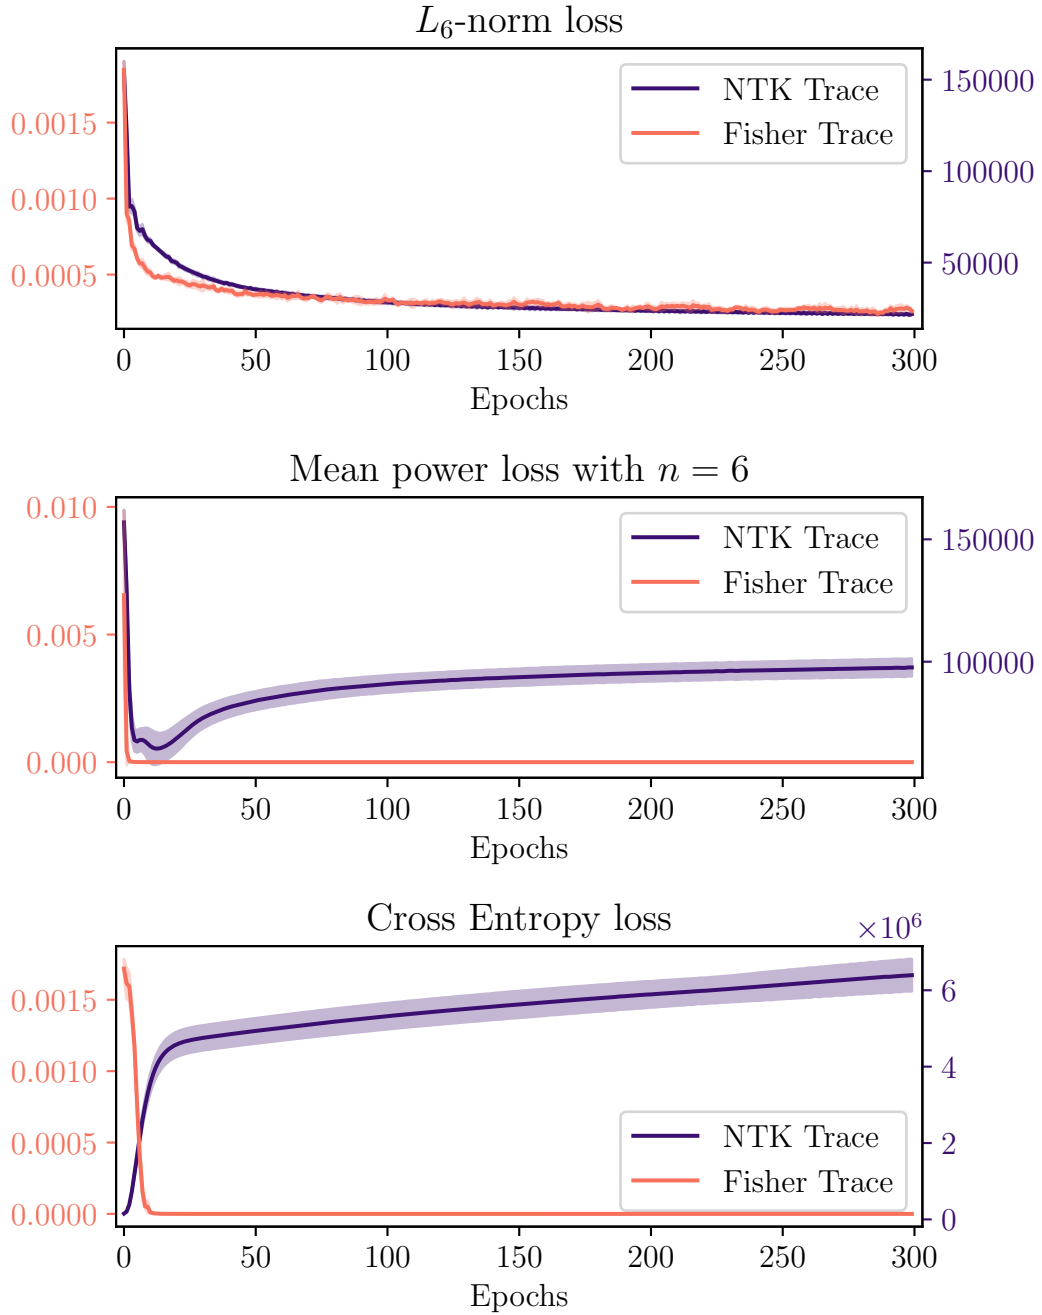 L₆-norm loss
NTK Trace
Fisher Trace
0.0015
0.0010
0.0005
150000
100000
50000
0 50 100 150 200 250 300
Epochs
Mean power loss with n = 6
NTK Trace
Fisher Trace
0.010
0.005
0.000
150000
100000
0 50 100 150 200 250 300
Epochs
Cross Entropy loss
×10⁶
0.0015
0.0010
0.0005
0.0000
6
4
2
0
NTK Trace
Fisher Trace
0 50 100 150 200 250 300
Epochs